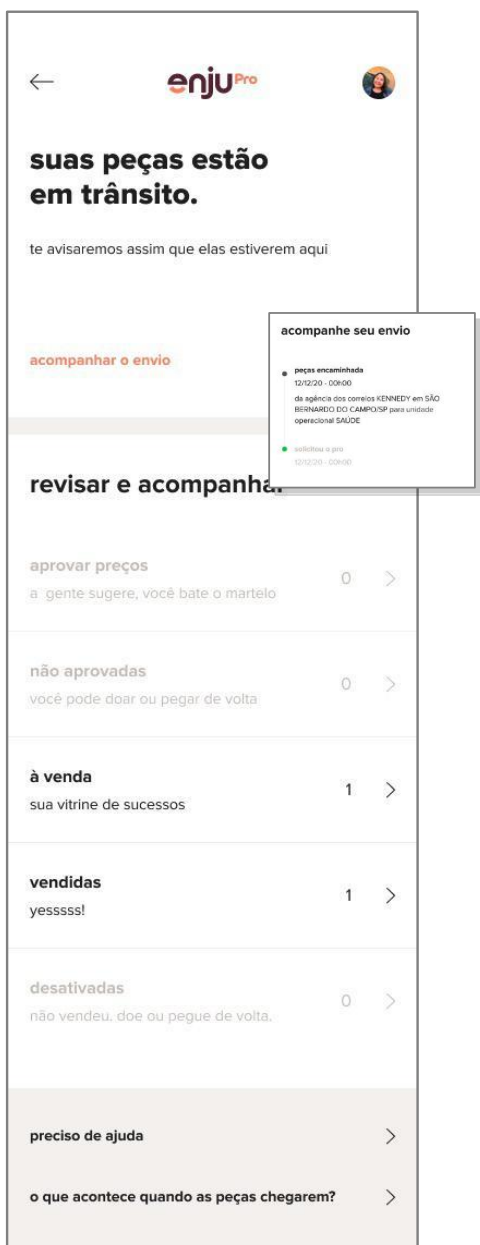 enju Pro
suas peças estão
em trânsito.
te avisaremos assim que elas estiverem aqui
acompanhar o envio
acompanhe seu envio
peças encaminhada
12/12/20 - 00h00
da agência dos correios KENNEDY em SÃO
BERNARDO DO CAMPO/SP para unidade
operacional SAÚDE
solicitou o pro
12/12/20 - 00h00
revisar e acompanhar
aprovar preços
a gente sugere, você bate o martelo
0
não aprovadas
você pode doar ou pegar de volta
0
à venda
sua vitrine de sucessos
1
vendidas
yesssss!
1
desativadas
não vendeu. doe ou pegue de volta.
0
preciso de ajuda
o que acontece quando as peças chegarem?